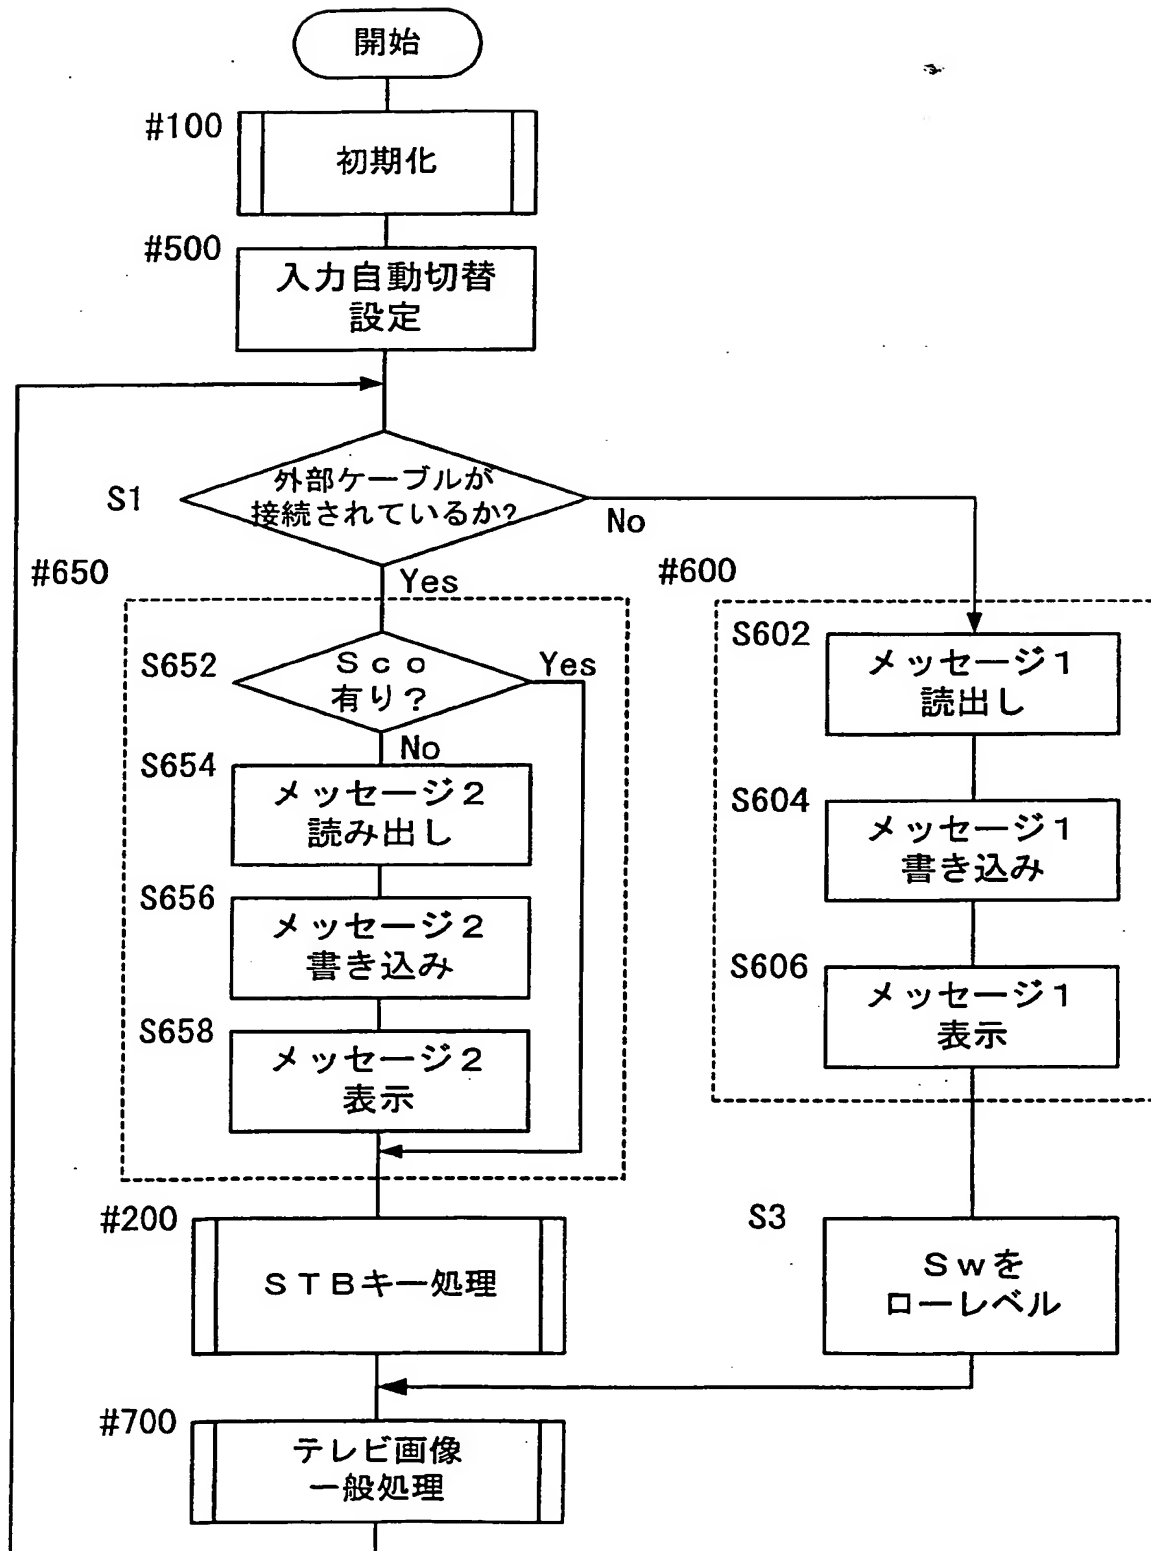 開始
#100
初期化
#500
入力自動切替
設定
S1
外部ケーブルが
接続されているか?
No
Yes
#650
#600
S652
Sco
有り?
Yes
No
S654
メッセージ2
読み出し
S656
メッセージ2
書き込み
S658
メッセージ2
表示
S602
メッセージ1
読出し
S604
メッセージ1
書き込み
S606
メッセージ1
表示
#200
STBキー処理
S3
Swを
ローレベル
#700
テレビ画像
一般処理